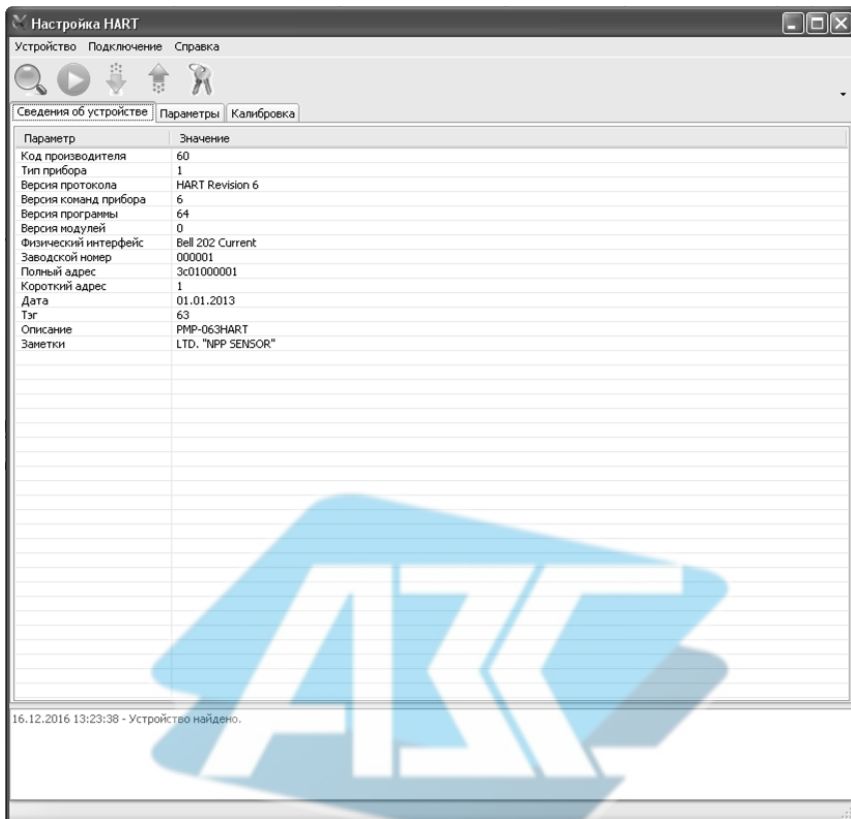 Настройка HART
Устройство Подключение Справка
Сведения об устройстве Параметры Калибровка
Параметр Значение
Код производителя 60
Тип прибора 1
Версия протокола HART Revision 6
Версия команд прибора 6
Версия программы 64
Версия модулей 0
Физический интерфейс Bell 202 Current
Заводской номер 000001
Полный адрес 3c01000001
Короткий адрес 1
Дата 01.01.2013
Тэг 63
Описание PMP-063HART
Заметки LTD. "NPP SENSOR"
АЗС
16.12.2016 13:23:38 - Устройство найдено.